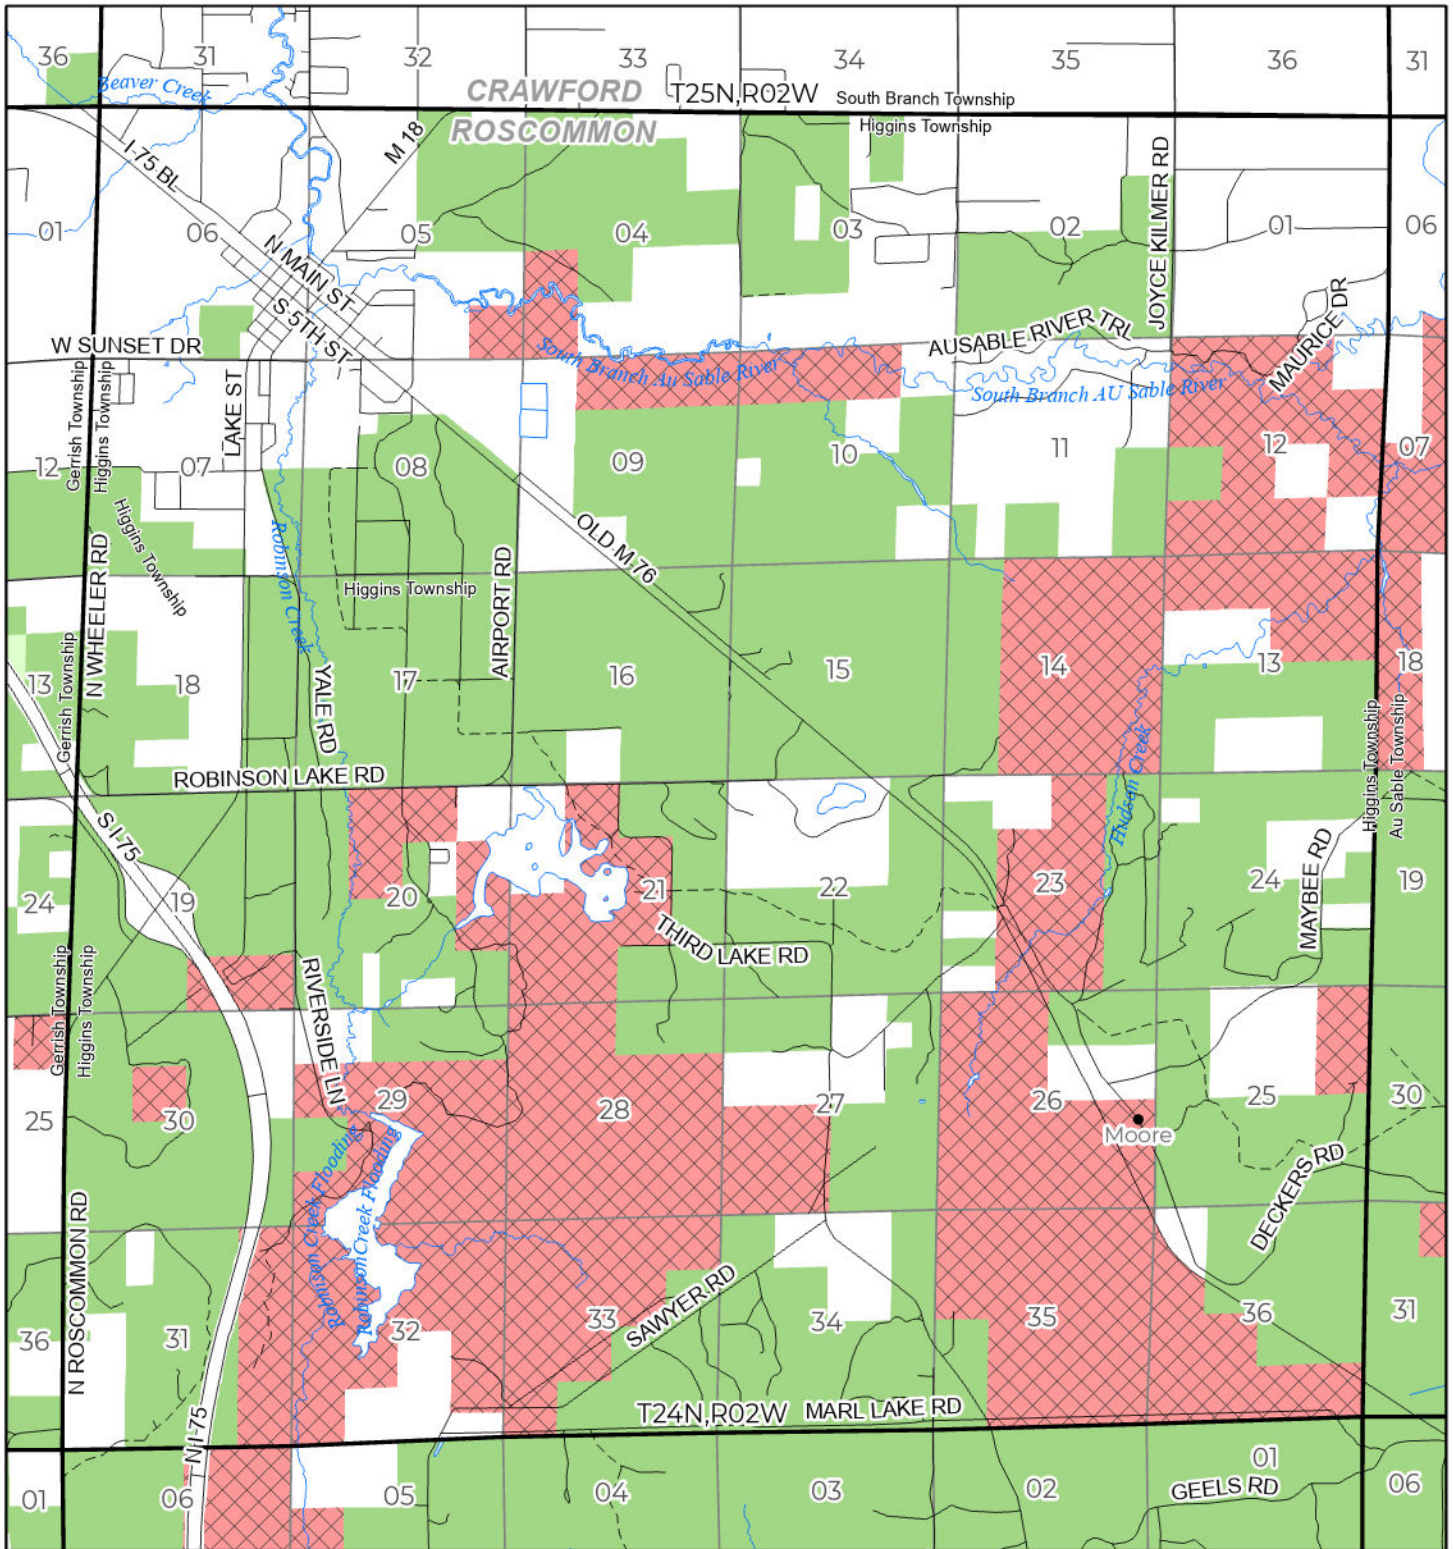 36
31
32
33
34
35
36
31
Beaver Creek
CRAWFORD
T25N,R02W
South Branch Township
ROSCOMMON
Higgins Township
M 18
I-75 BL
JOYCE KILMER RD
01
06
05
04
03
02
01
06
N MAIN ST
S 5TH ST
MAURICE DR
W SUNSET DR
AUSABLE RIVER TRL
South Branch Au Sable River
South Branch AU Sable River
Gerrish Township
Higgins Township
LAKE ST
12
07
08
09
10
11
12
07
Higgins Township
Robinson Creek
OLD M 76
N WHEELER RD
Higgins Township
AIRPORT RD
Gerrish Township
13
18
17
16
15
14
13
18
YALE RD
Hudson Creek
Higgins Township
Au Sable Township
ROBINSON LAKE RD
S I-75
24
19
20
21
22
23
24
19
MAYBEE RD
THIRD LAKE RD
Gerrish Township
Higgins Township
RIVERSIDE LN
25
30
29
28
27
26
25
30
Moore
Robinson Creek Flooding
Robinson Creek Flooding
DECKERS RD
N ROSCOMMON RD
SAWYER RD
36
31
32
33
34
35
36
31
N I-75
T24N,R02W
MARL LAKE RD
01
06
05
04
03
02
01
06
GEELS RD